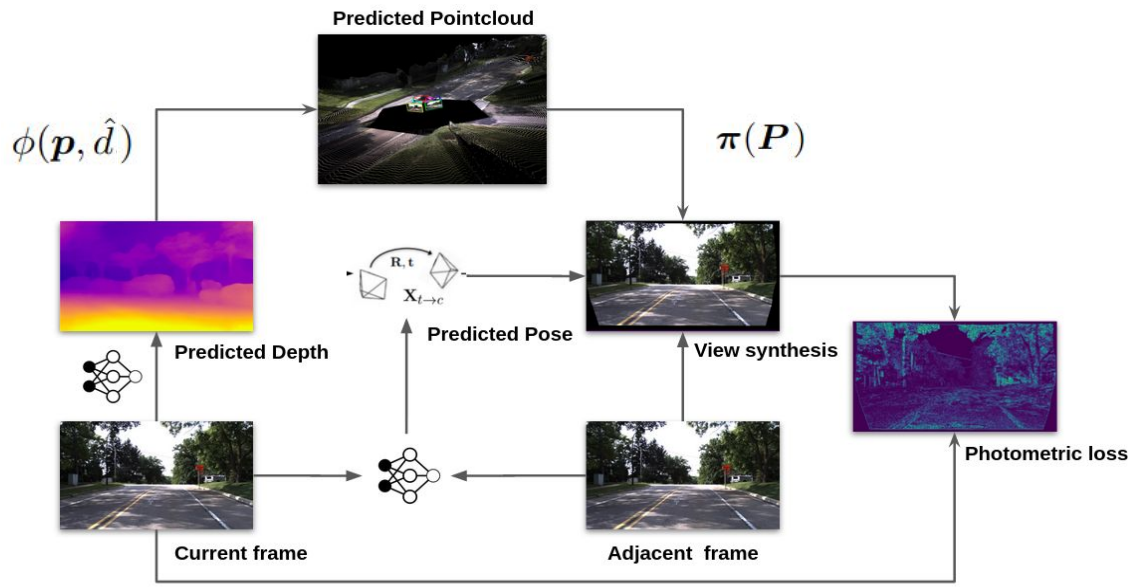 Predicted Pointcloud
ϕ(p, d̂)
π(P)
R, t
X_{t→c}
Predicted Depth
Predicted Pose
View synthesis
Photometric loss
Current frame
Adjacent frame